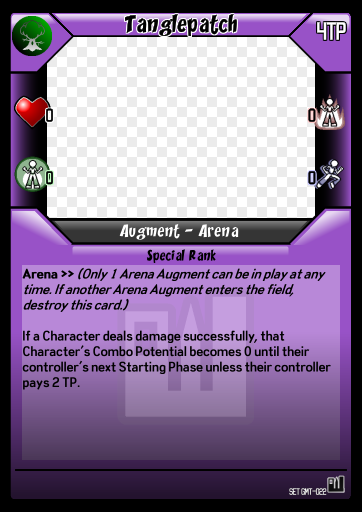 Tanglepatch
4TP
0
0
0
0
Augment - Arena
Special Rank
Arena >> (Only 1 Arena Augment can be in play at any
time. If another Arena Augment enters the field,
destroy this card.)
If a Character deals damage successfully, that
Character's Combo Potential becomes 0 until their
controller's next Starting Phase unless their controller
pays 2 TP.
SET GMT-022